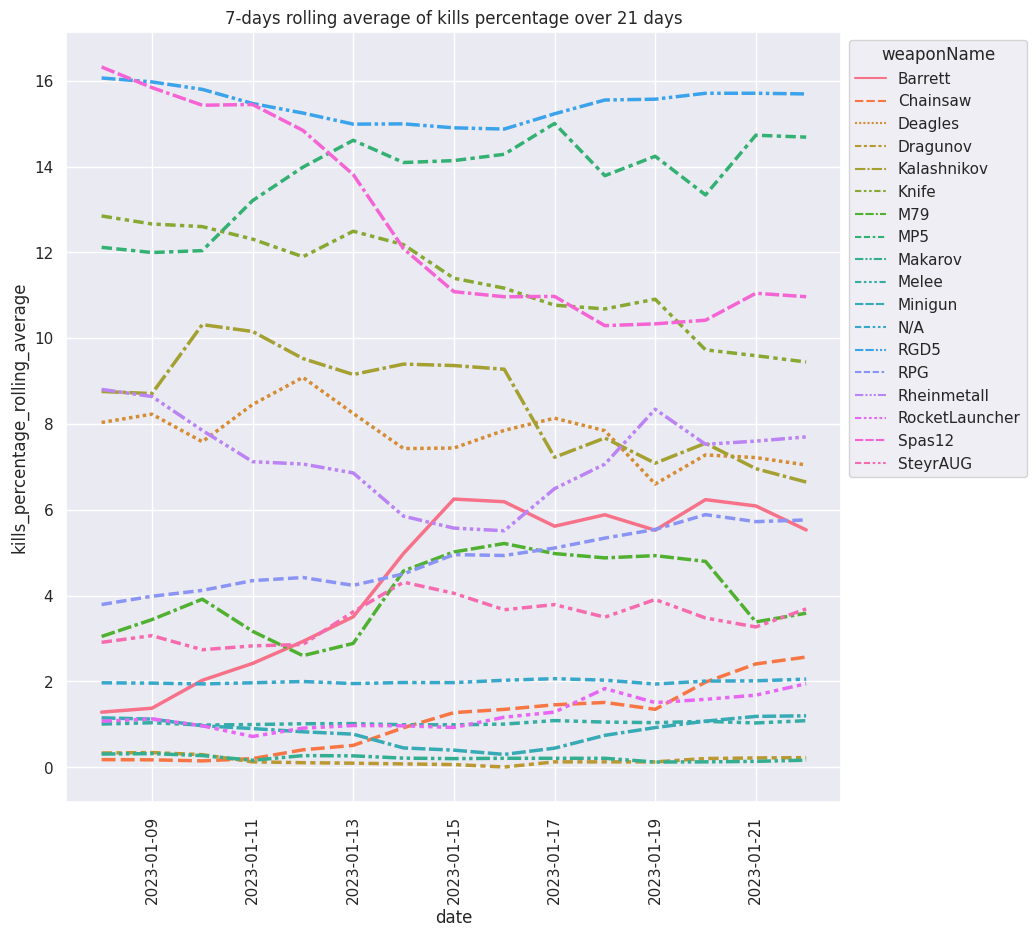 7-days rolling average of kills percentage over 21 days
kills_percentage_rolling_average
16
14
12
10
8
6
4
2
0
2023-01-09
2023-01-11
2023-01-13
2023-01-15
2023-01-17
2023-01-19
2023-01-21
date
weaponName
Barrett
Chainsaw
Deagles
Dragunov
Kalashnikov
Knife
M79
MP5
Makarov
Melee
Minigun
N/A
RGD5
RPG
Rheinmetall
RocketLauncher
Spas12
SteyrAUG